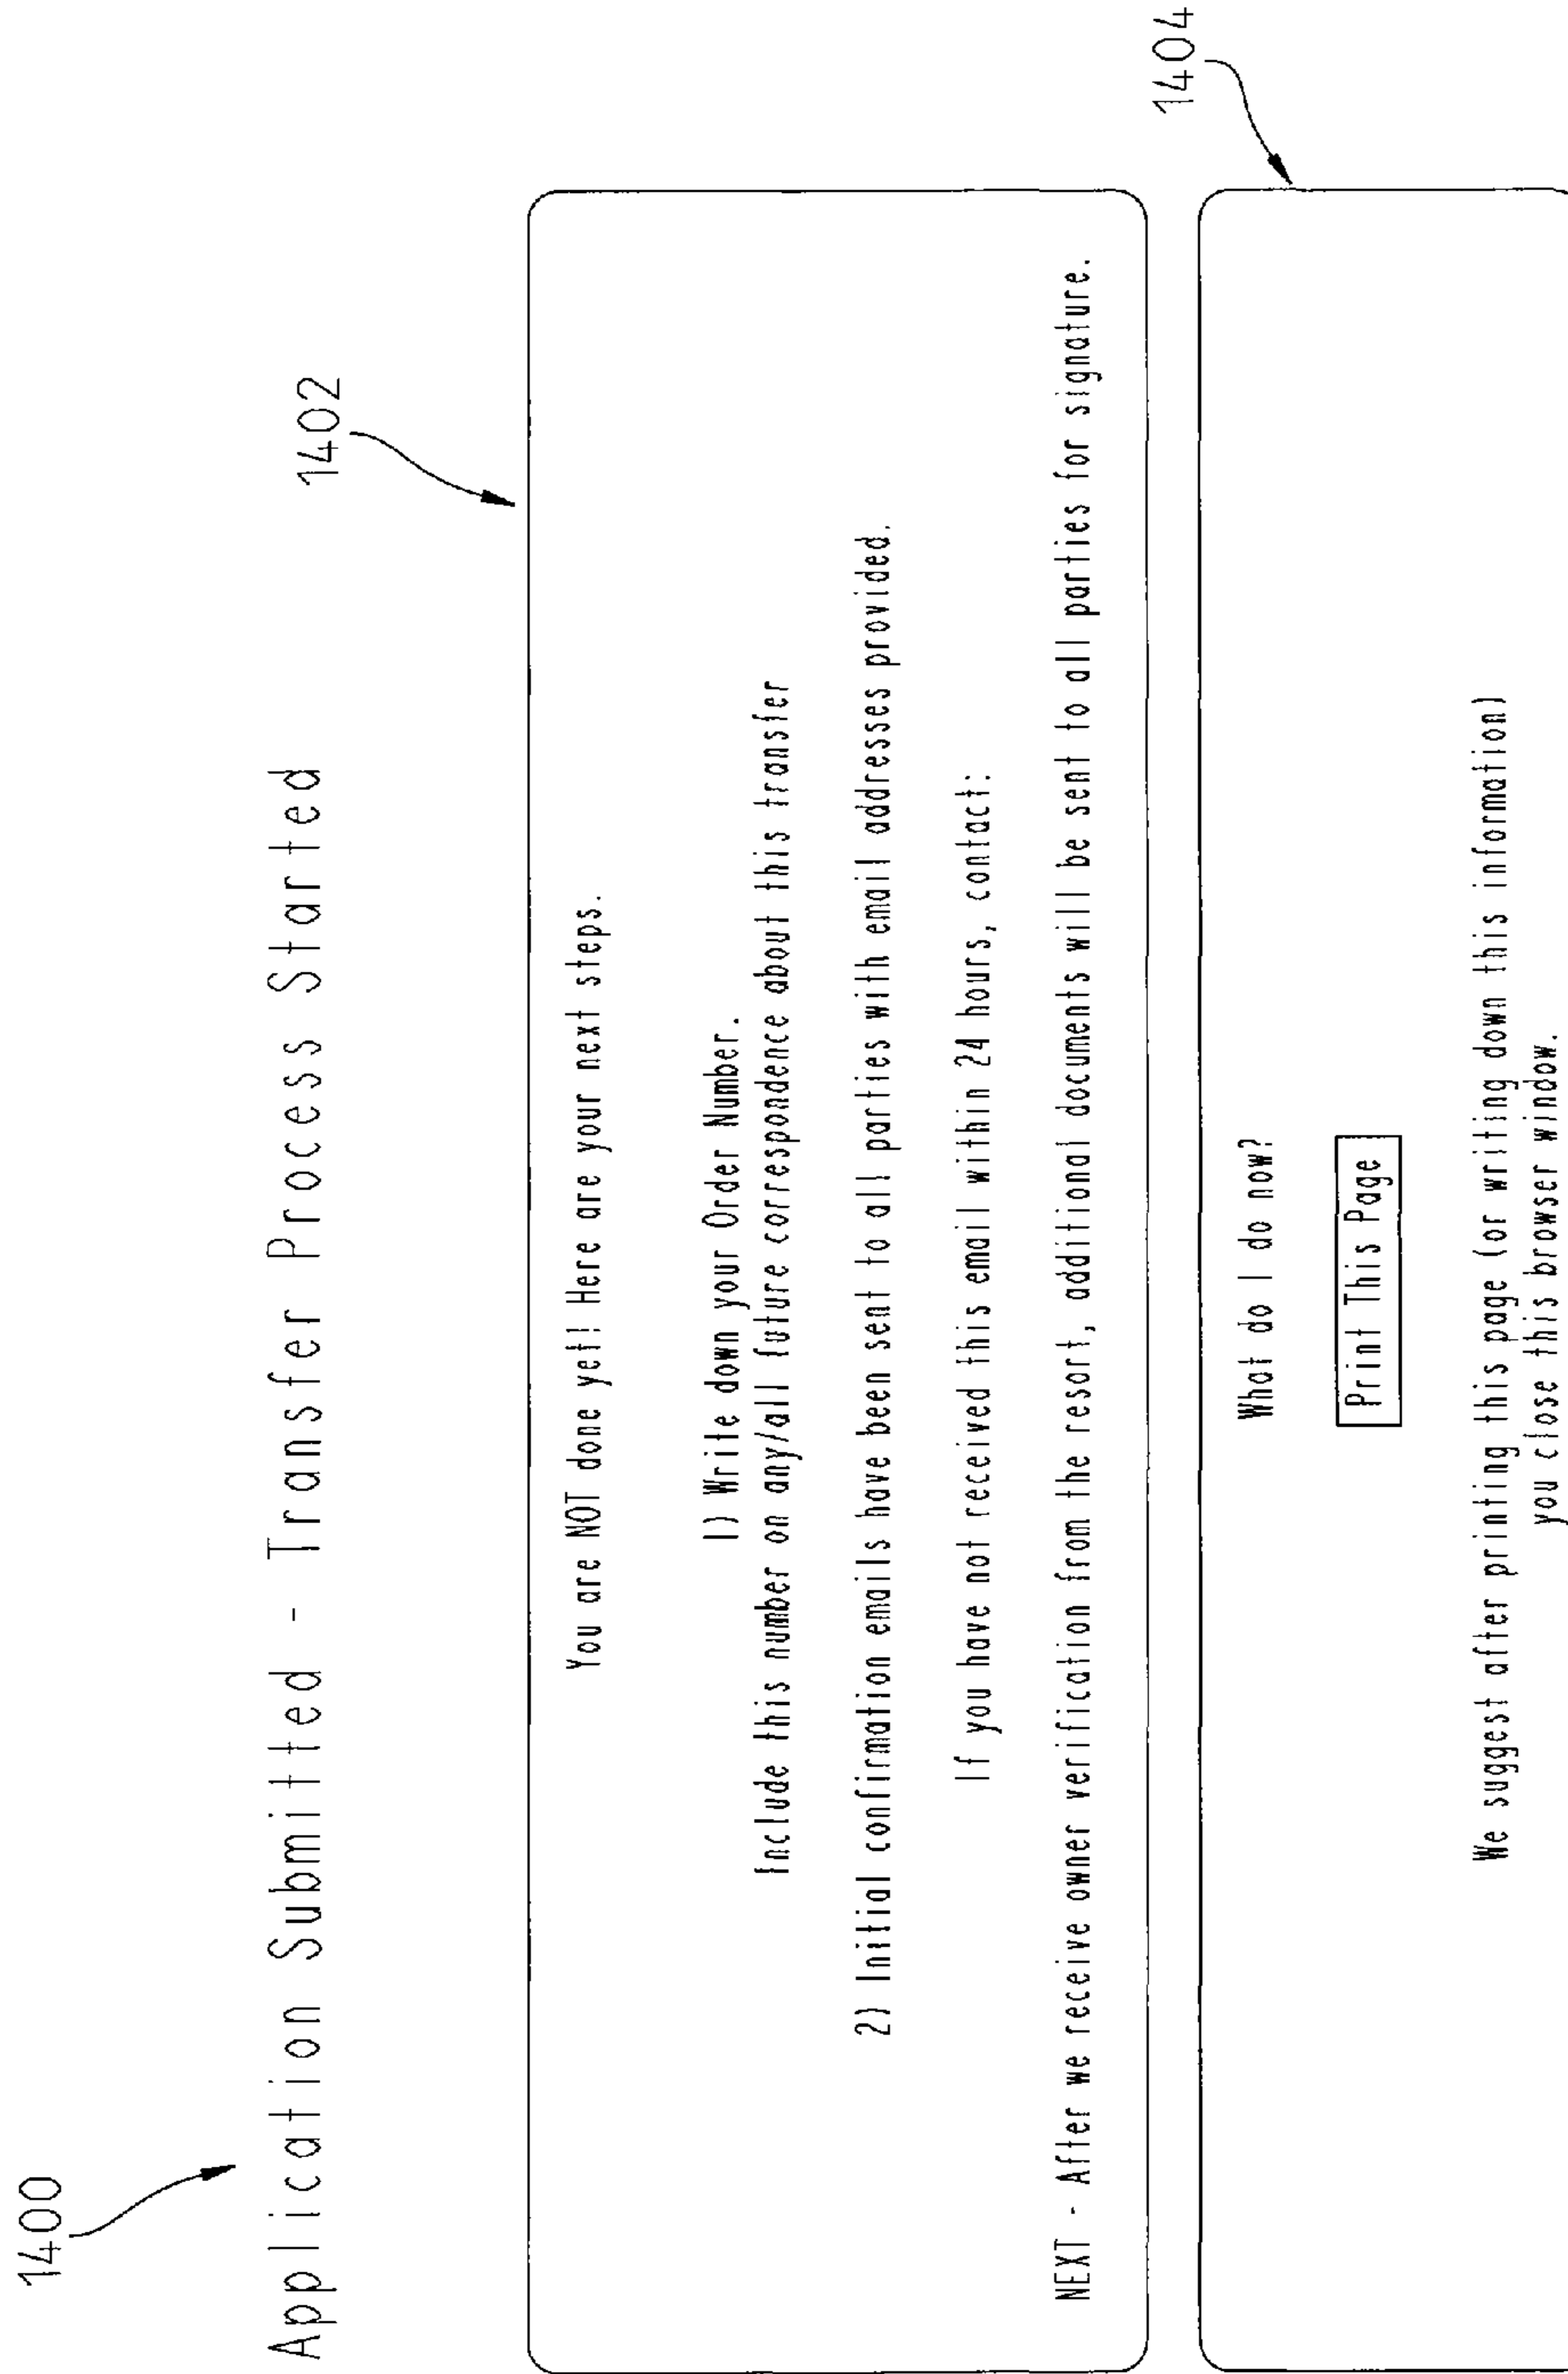 1400
Application Submitted - Transfer Process Started
1402
You are NOT done yet! Here are your next steps.
1) Write down your Order Number.
Include this number on any/all future correspondence about this transfer
2) Initial confirmation emails have been sent to all parties with email addresses provided.
If you have not received this email within 24 hours, contact:
NEXT - After we receive owner verification from the resort, additional documents will be sent to all parties for signature.
1404
What do I do now?
Print This Page
We suggest after printing this page (or writing down this information)
you close this browser window.